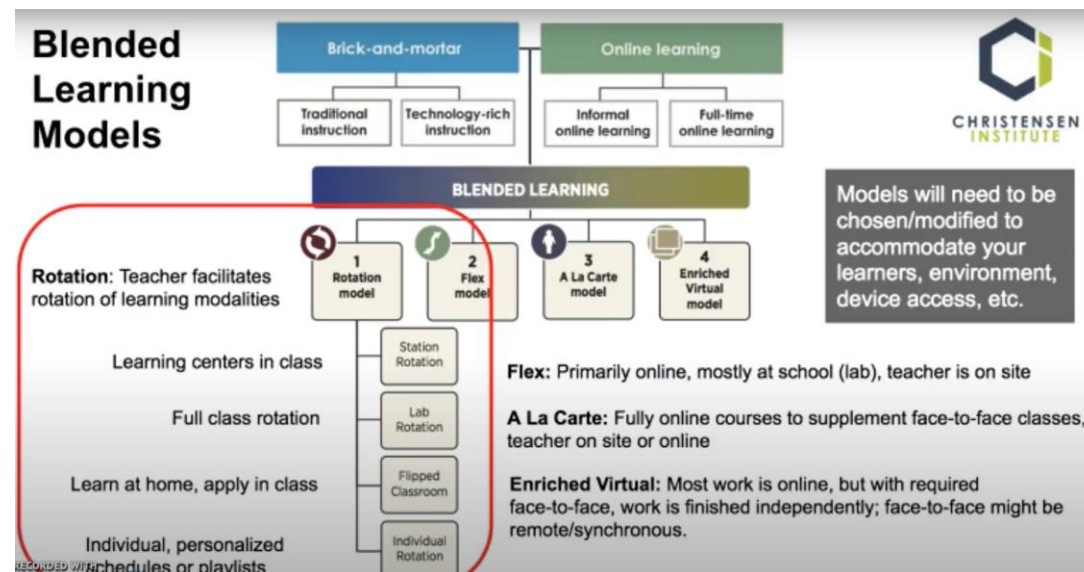 Blended
Learning
Models
Brick-and-mortar
Online learning
Traditional
instruction
Technology-rich
instruction
Informal
online learning
Full-time
online learning
CHRISTENSEN
INSTITUTE
BLENDED LEARNING
Models will need to be
chosen/modified to
accommodate your
learners, environment,
device access, etc.
1
Rotation
model
2
Flex
model
3
A La Carte
model
4
Enriched
Virtual
model
Rotation: Teacher facilitates
rotation of learning modalities
Learning centers in class
Station
Rotation
Full class rotation
Lab
Rotation
Learn at home, apply in class
Flipped
Classroom
Individual, personalized
schedules or playlists
Individual
Rotation
Flex: Primarily online, mostly at school (lab), teacher is on site
A La Carte: Fully online courses to supplement face-to-face classes,
teacher on site or online
Enriched Virtual: Most work is online, but with required
face-to-face, work is finished independently; face-to-face might be
remote/synchronous.
RECORDED WITH